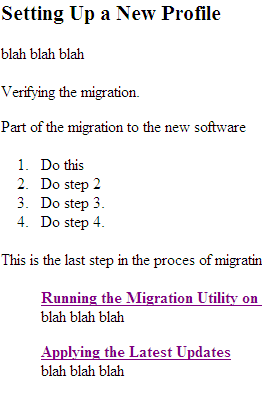 Setting Up a New Profile
blah blah blah
Verifying the migration.
Part of the migration to the new software
1. Do this
2. Do step 2
3. Do step 3.
4. Do step 4.
This is the last step in the proces of migratin
Running the Migration Utility on
blah blah blah
Applying the Latest Updates
blah blah blah